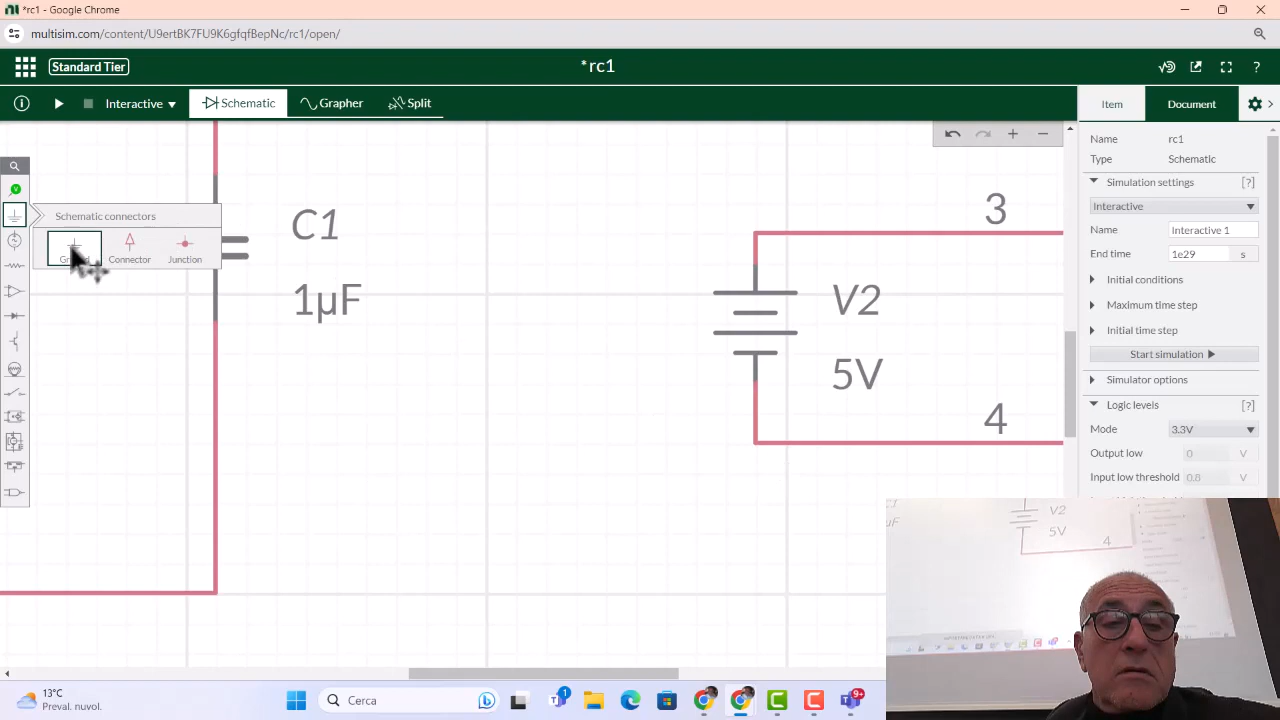 *rc1 - Google Chrome
multisim.com/content/U9ertBK7FU9K6gfqfBepNc/rc1/open/
Standard Tier
*rc1
?
Interactive
Schematic
Grapher
Split
Item
Document
Schematic connectors
Connector
Junction
C1
1µF
3
V2
5V
4
Name rc1
Type Schematic
Simulation settings [?]
Interactive
Name Interactive 1
End time 1e29 s
Initial conditions
Maximum time step
Initial time step
Start simulation
Simulator options
Logic levels [?]
Mode 3.3V
Output low 0 V
Input low threshold 0.8 V
V2
5V
4
13°C
Preval. nuvol.
Cerca
1
9+